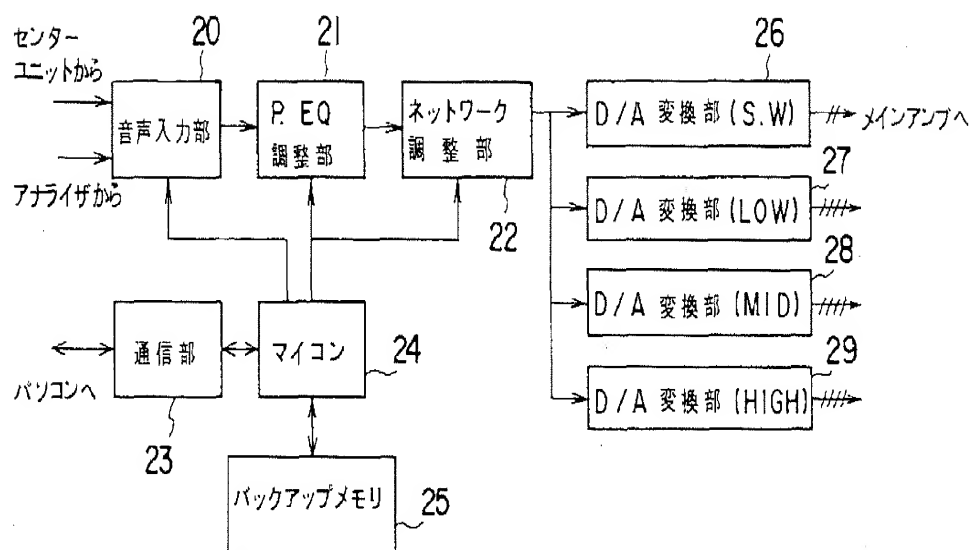 センター
ユニットから
20
音声入力部
アナライザから
21
P. EQ
調整部
ネットワーク
調整部
22
26
D/A 変換部(S.W)
メインアンプへ
27
D/A 変換部(LOW)
28
D/A 変換部(MID)
29
D/A 変換部(HIGH)
通信部
パソコンへ
23
マイコン
24
バックアップメモリ
25